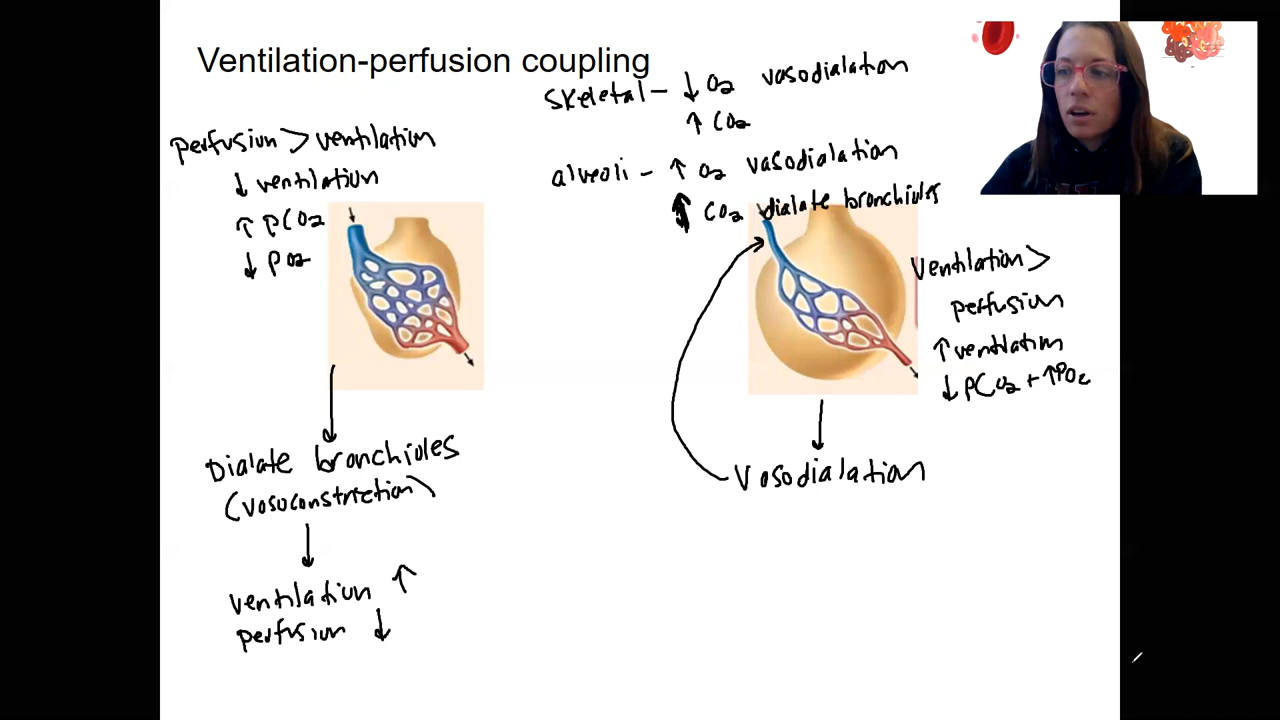 Ventilation-perfusion coupling
Skeletal - ↓ O₂ vasodialation
↑ CO₂
alveoli - ↑ O₂ vasodialation
↑ CO₂ dialate bronchioles
perfusion > ventilation
↓ ventilation
↑ pCO₂
↓ pO₂
Dialate bronchioles
(vasoconstriction)
ventilation ↑
perfusion ↓
Ventilation >
perfusion
↑ ventilation
↓ PCO₂ + ↑ PO₂
Vasodialation